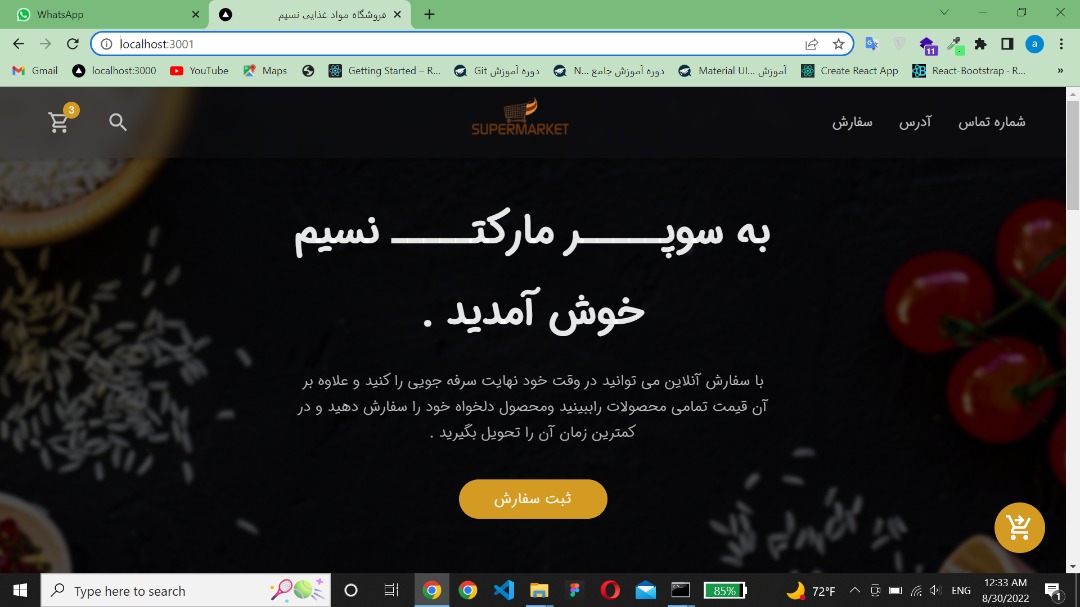 WhatsApp
فروشگاه مواد غذایی نسیم
localhost:3001
11
a
Gmail
localhost:3000
YouTube
Maps
Getting Started – R...
دوره آموزش Git
دوره آموزش جامع N...
آموزش Material UI...
Create React App
React-Bootstrap · R...
»
3
SUPERMARKET
شماره تماس
آدرس
سفارش
به سوپـــــر مارکتـــــ نسیم
خوش آمدید .
با سفارش آنلاین می توانید در وقت خود نهایت سرفه جویی را کنید و علاوه بر
آن قیمت تمامی محصولات راببینید ومحصول دلخواه خود را سفارش دهید و در
کمترین زمان آن را تحویل بگیرید .
ثبت سفارش
Type here to search
85%
72°F
ENG
12:33 AM
8/30/2022
1